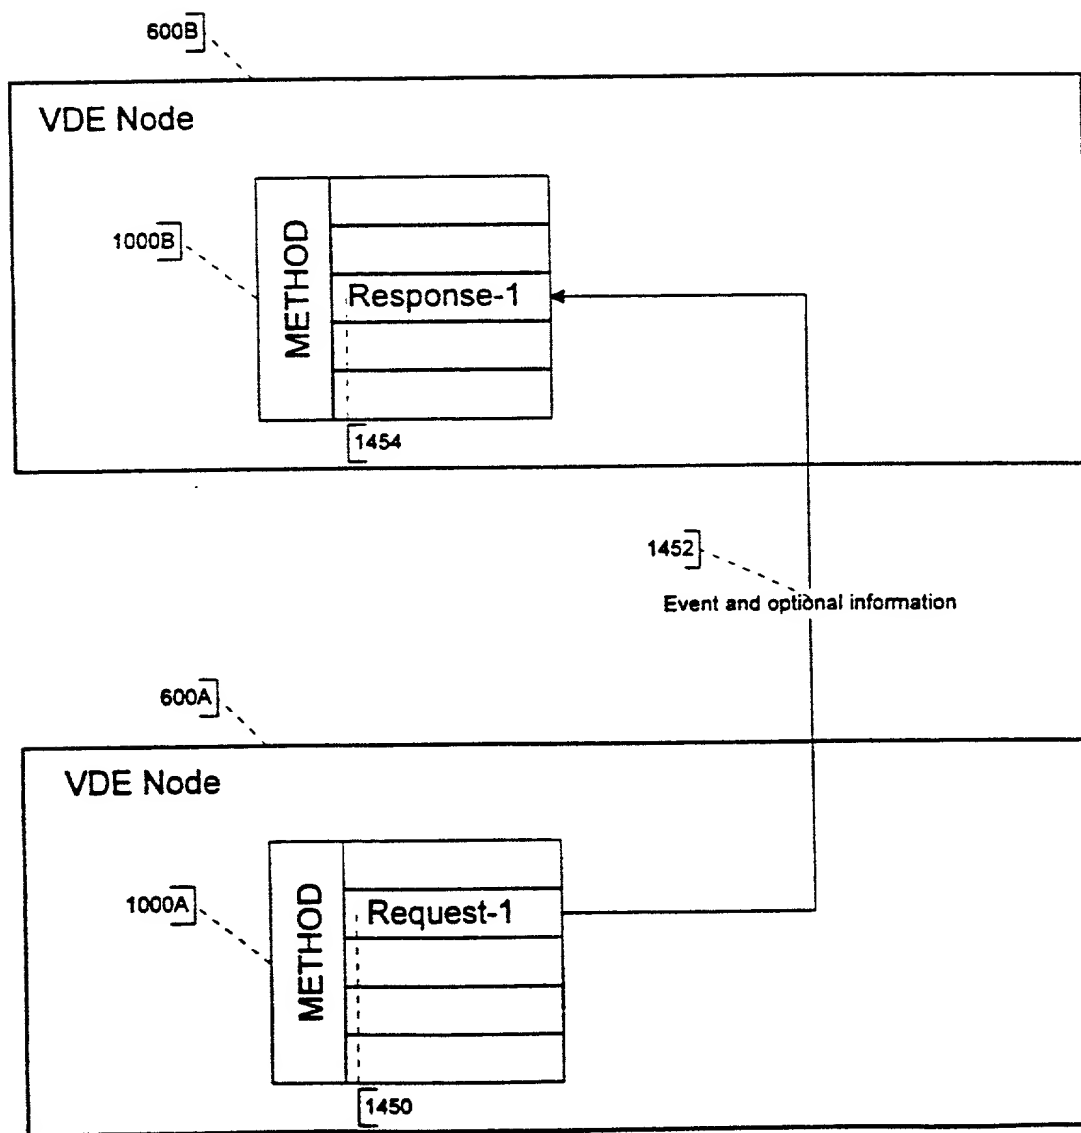 600B
VDE Node
1000B
METHOD
Response-1
1454
1452
Event and optional information
600A
VDE Node
1000A
METHOD
Request-1
1450